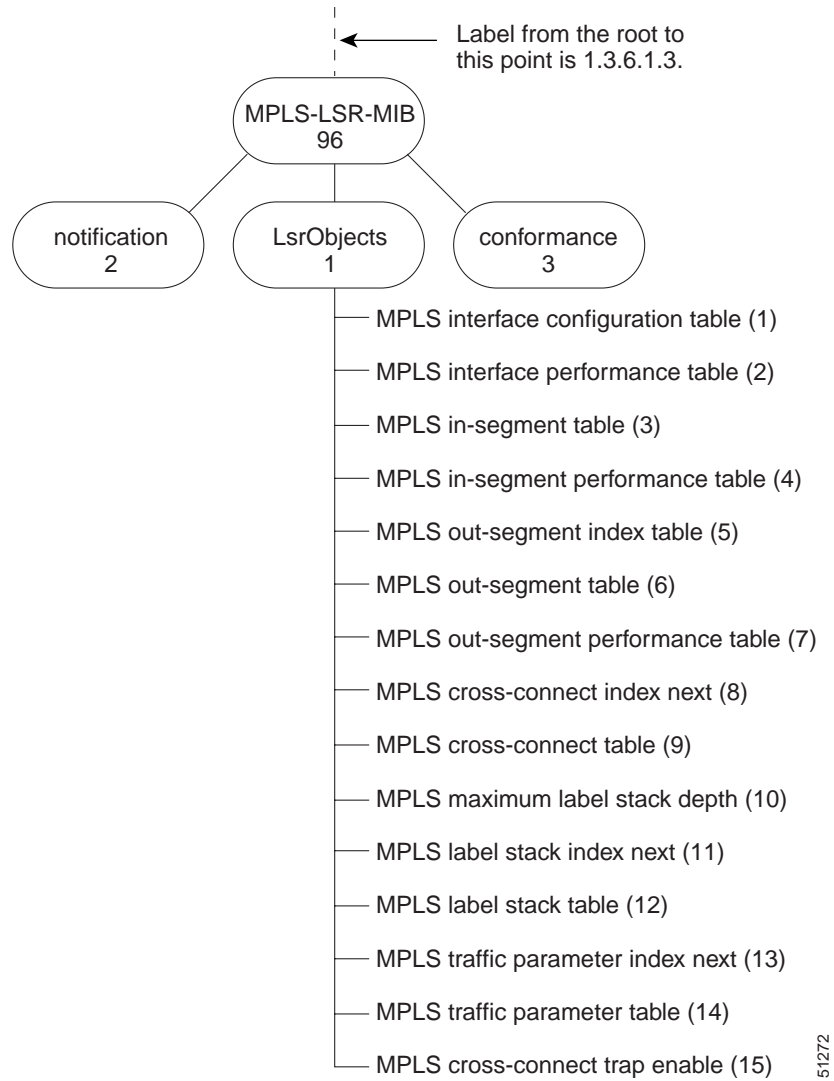 Label from the root to
this point is 1.3.6.1.3.
MPLS-LSR-MIB
96
notification
2
LsrObjects
1
conformance
3
MPLS interface configuration table (1)
MPLS interface performance table (2)
MPLS in-segment table (3)
MPLS in-segment performance table (4)
MPLS out-segment index table (5)
MPLS out-segment table (6)
MPLS out-segment performance table (7)
MPLS cross-connect index next (8)
MPLS cross-connect table (9)
MPLS maximum label stack depth (10)
MPLS label stack index next (11)
MPLS label stack table (12)
MPLS traffic parameter index next (13)
MPLS traffic parameter table (14)
MPLS cross-connect trap enable (15)
51272